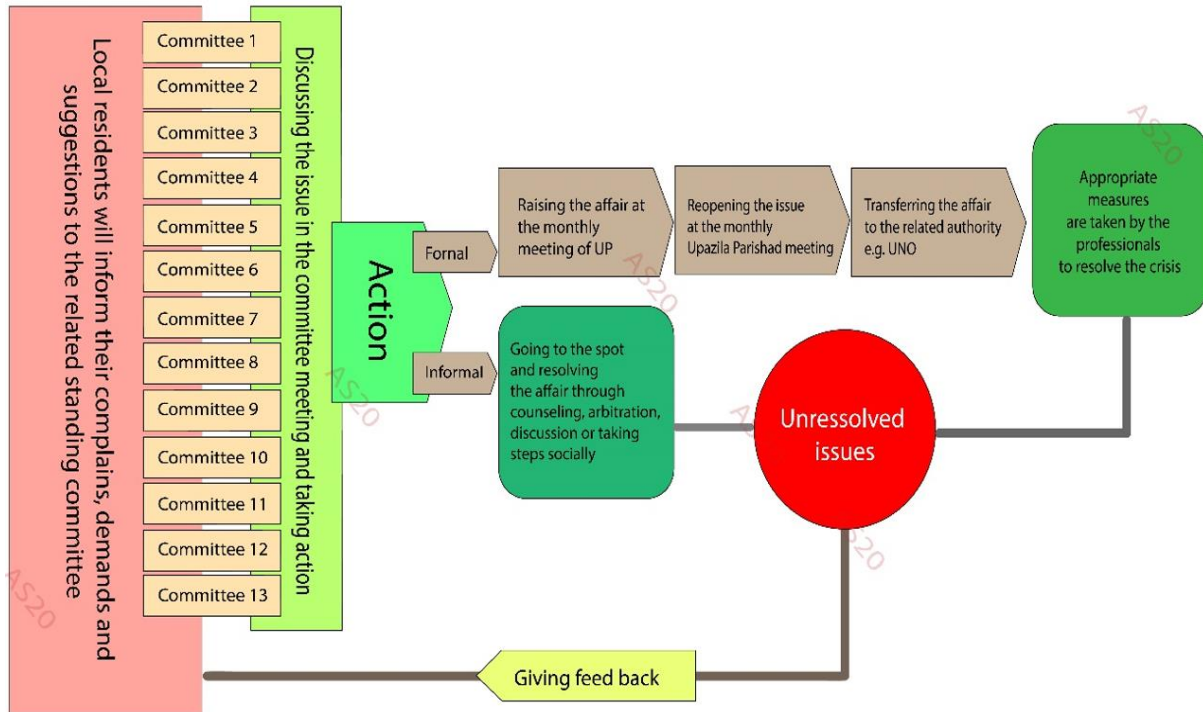 Local residents will inform their complains, demands and
suggestions to the related standing committee
Committee 1
Committee 2
Committee 3
Committee 4
Committee 5
Committee 6
Committee 7
Committee 8
Committee 9
Committee 10
Committee 11
Committee 12
Committee 13
Discussing the issue in the committee meeting and taking action
Action
Fornal
Raising the affair at
the monthly
meeting of UP
Reopening the issue
at the monthly
Upazila Parishad meeting
Transferring the affair
to the related authority
e.g. UNO
Appropriate
measures
are taken by the
professionals
to resolve the crisis
Informal
Going to the spot
and resolving
the affair through
counseling, arbitration,
discussion or taking
steps socially
Unressolved
issues
Giving feed back
AS20
AS20
AS20
AS20
AS20